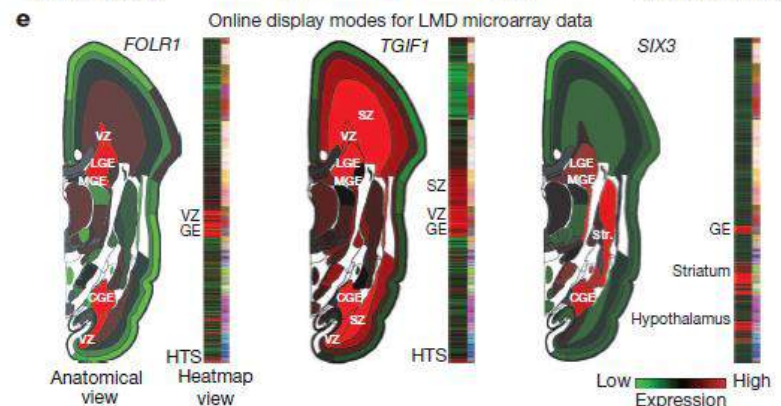 e
Online display modes for LMD microarray data
FOLR1
TGIF1
SIX3
VZ
LGE
MGE
CGE
VZ
VZ
GE
HTS
SZ
VZ
LGE
MGE
CGE
SZ
VZ
SZ
VZ
GE
HTS
LGE
MGE
Str.
CGE
GE
Striatum
Hypothalamus
Anatomical
view
Heatmap
view
Low
High
Expression